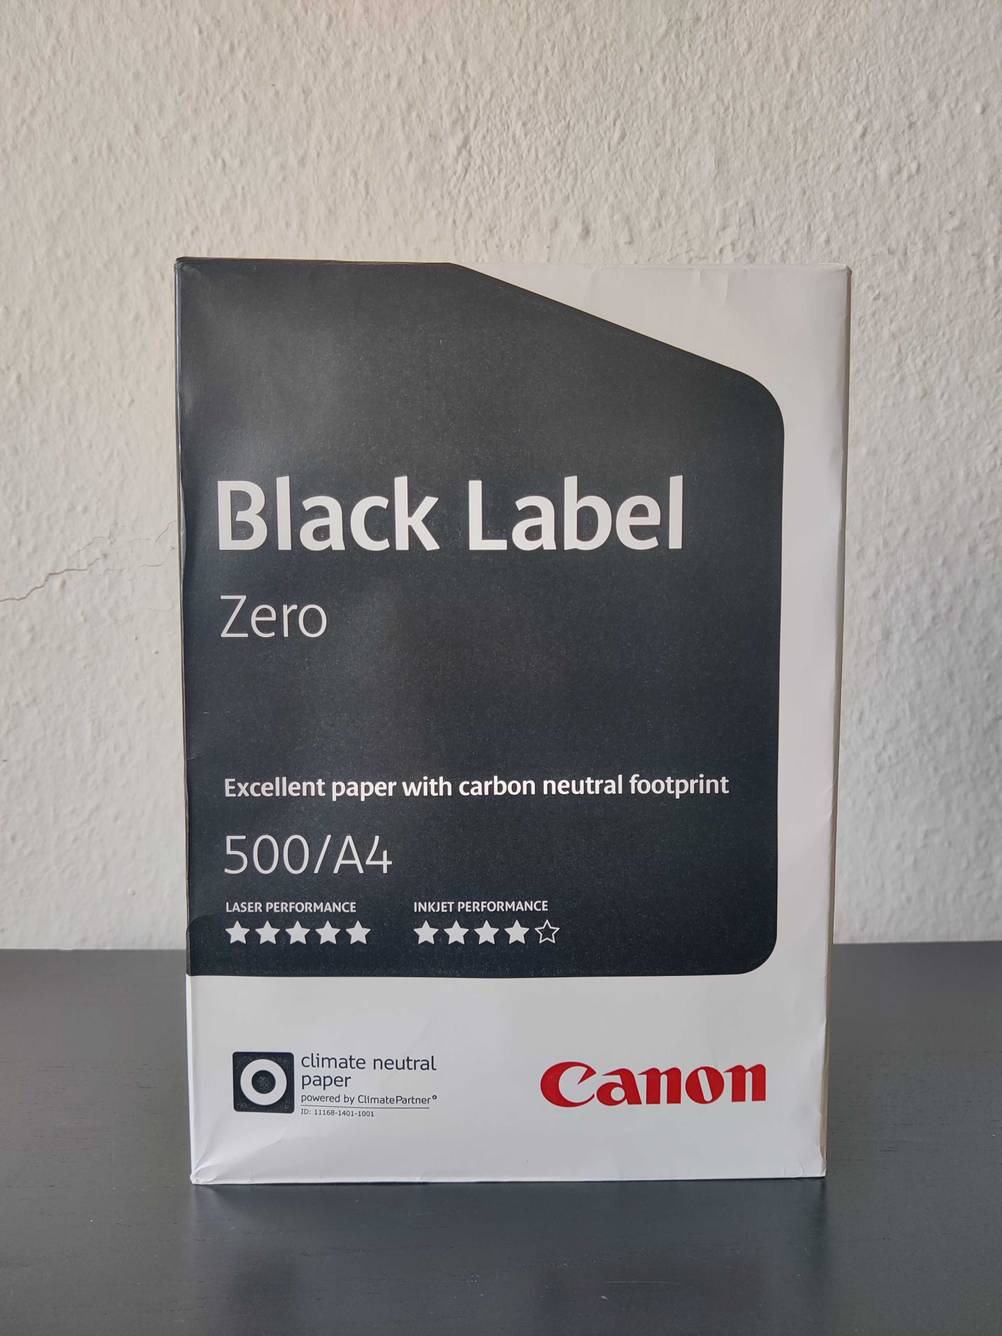 Black Label
Zero
Excellent paper with carbon neutral footprint
500/A4
LASER PERFORMANCE
INKJET PERFORMANCE
climate neutral
paper
powered by ClimatePartner°
ID: 11168-1401-1001
Canon